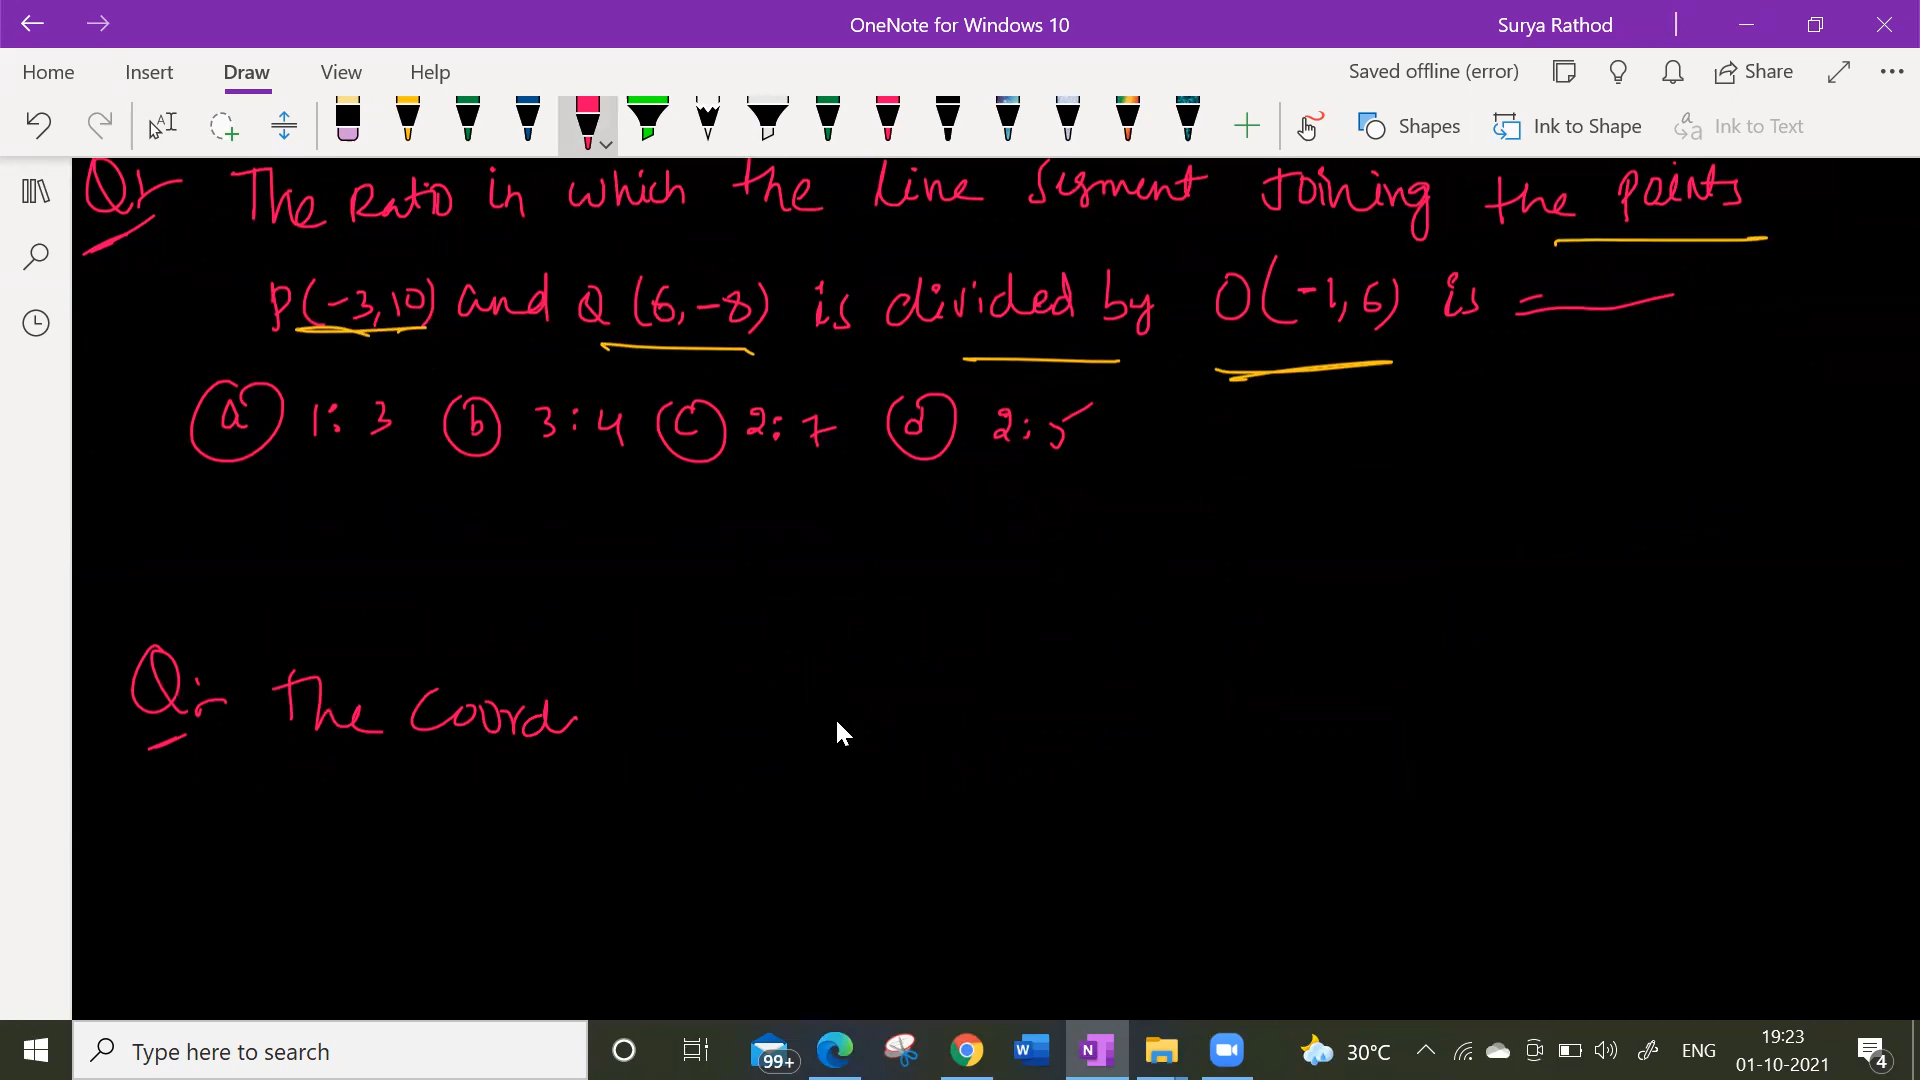 OneNote for Windows 10
Surya Rathod
Home Insert Draw View Help
Saved offline (error)
Share
Shapes
Ink to Shape
Ink to Text
Q:- The Ratio in which the Line Segment Joining the points
P(-3,10) and Q (6,-8) is divided by O(-1,6) is
(a) 1:3 (b) 3:4 (c) 2:7 (d) 2:5
Q:- The Coord
Type here to search
99+
30°C
ENG
19:23
01-10-2021
4